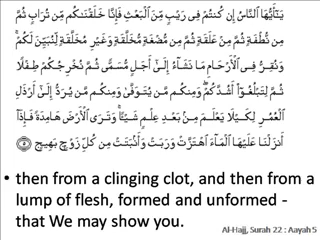 يَٰٓأَيُّهَا ٱلنَّاسُ إِن كُنتُمْ فِى رَيْبٍ مِّنَ ٱلْبَعْثِ فَإِنَّا خَلَقْنَٰكُم مِّن تُرَابٍ ثُمَّ
مِن نُّطْفَةٍ ثُمَّ مِنْ عَلَقَةٍ ثُمَّ مِن مُّضْغَةٍ مُّخَلَّقَةٍ وَغَيْرِ مُخَلَّقَةٍ لِّنُبَيِّنَ لَكُمْ
وَنُقِرُّ فِى ٱلْأَرْحَامِ مَا نَشَآءُ إِلَىٰٓ أَجَلٍ مُّسَمًّى ثُمَّ نُخْرِجُكُمْ طِفْلًا
ثُمَّ لِتَبْلُغُوٓا۟ أَشُدَّكُمْ وَمِنكُم مَّن يُتَوَفَّىٰ وَمِنكُم مَّن يُرَدُّ إِلَىٰٓ أَرْذَلِ
ٱلْعُمُرِ لِكَيْلَا يَعْلَمَ مِنۢ بَعْدِ عِلْمٍ شَيْـًٔا وَتَرَى ٱلْأَرْضَ هَامِدَةً فَإِذَآ
أَنزَلْنَا عَلَيْهَا ٱلْمَآءَ ٱهْتَزَّتْ وَرَبَتْ وَأَنۢبَتَتْ مِن كُلِّ زَوْجٍۭ بَهِيجٍ ۝٥
• then from a clinging clot, and then from a
lump of flesh, formed and unformed -
that We may show you.
Al-Hajj, Surah 22 : Aayah 5